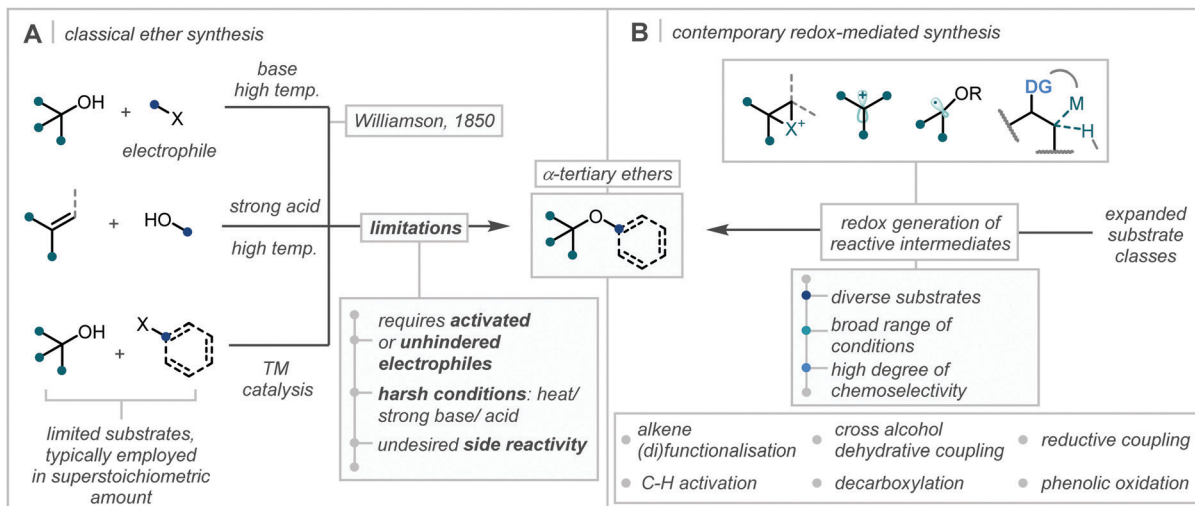 A | classical ether synthesis
OH
+
X
electrophile
base
high temp.
Williamson, 1850
+
HO
strong acid
high temp.
limitations
OH
+
X
TM
catalysis
limited substrates,
typically employed
in superstoichiometric
amount
requires activated
or unhindered
electrophiles
harsh conditions: heat/
strong base/ acid
undesired side reactivity
α-tertiary ethers
O
B | contemporary redox-mediated synthesis
X+
+
OR
DG
M
H
redox generation of
reactive intermediates
expanded
substrate
classes
diverse substrates
broad range of
conditions
high degree of
chemoselectivity
alkene
(di)functionalisation
cross alcohol
dehydrative coupling
reductive coupling
C-H activation
decarboxylation
phenolic oxidation